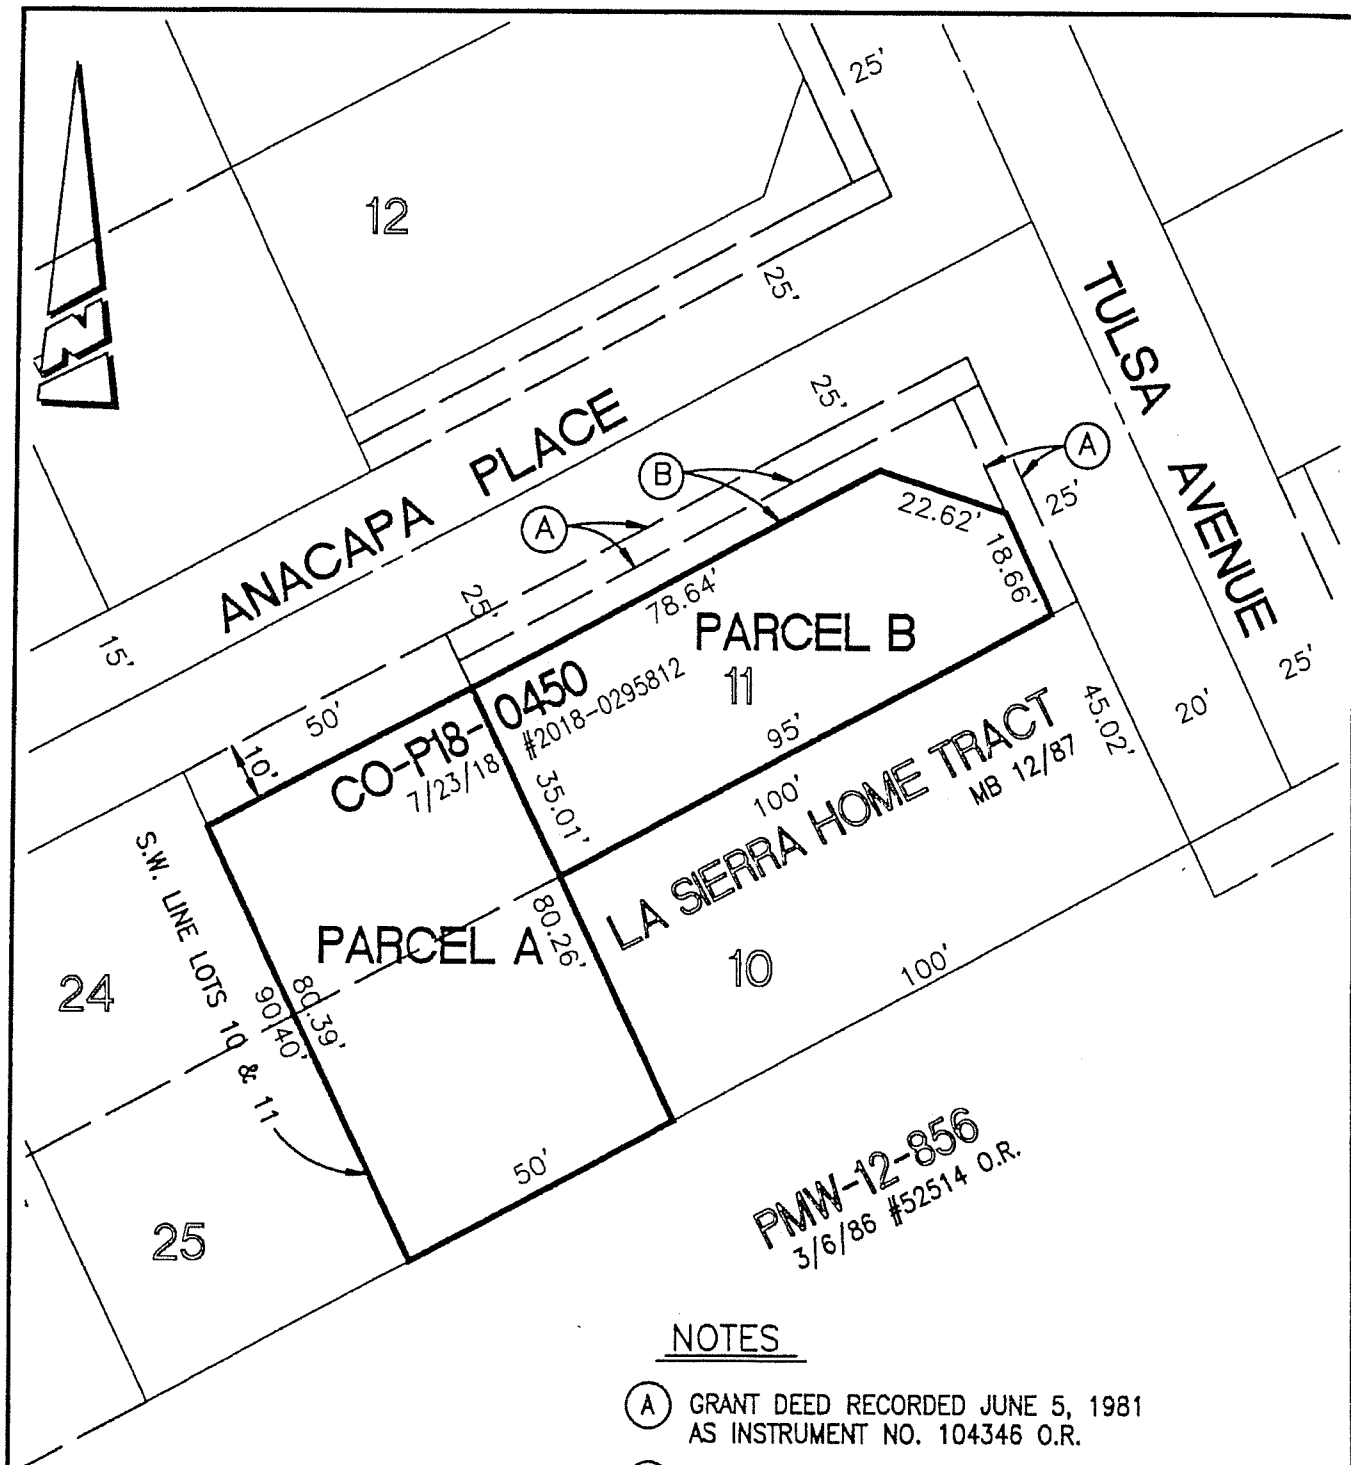 25'
12
N
25'
TULSA AVENUE
25'
ANACAPA PLACE
B
A
A
25'
22.62'
18.66'
25'
78.64'
PARCEL B
15'
11
CO-P18-0450
7/23/18
#2018-0295812
50'
10'
35.01'
95'
100'
45.02'
20'
25'
LA SIERRA HOME TRACT
MB 12/87
S.W. LINE LOTS 10 & 11
PARCEL A
80.26'
24
90.40'
80.39'
10
100'
25
50'
PMW-12-856
3/6/86 #52514 O.R.
NOTES
A GRANT DEED RECORDED JUNE 5, 1981
AS INSTRUMENT NO. 104346 O.R.